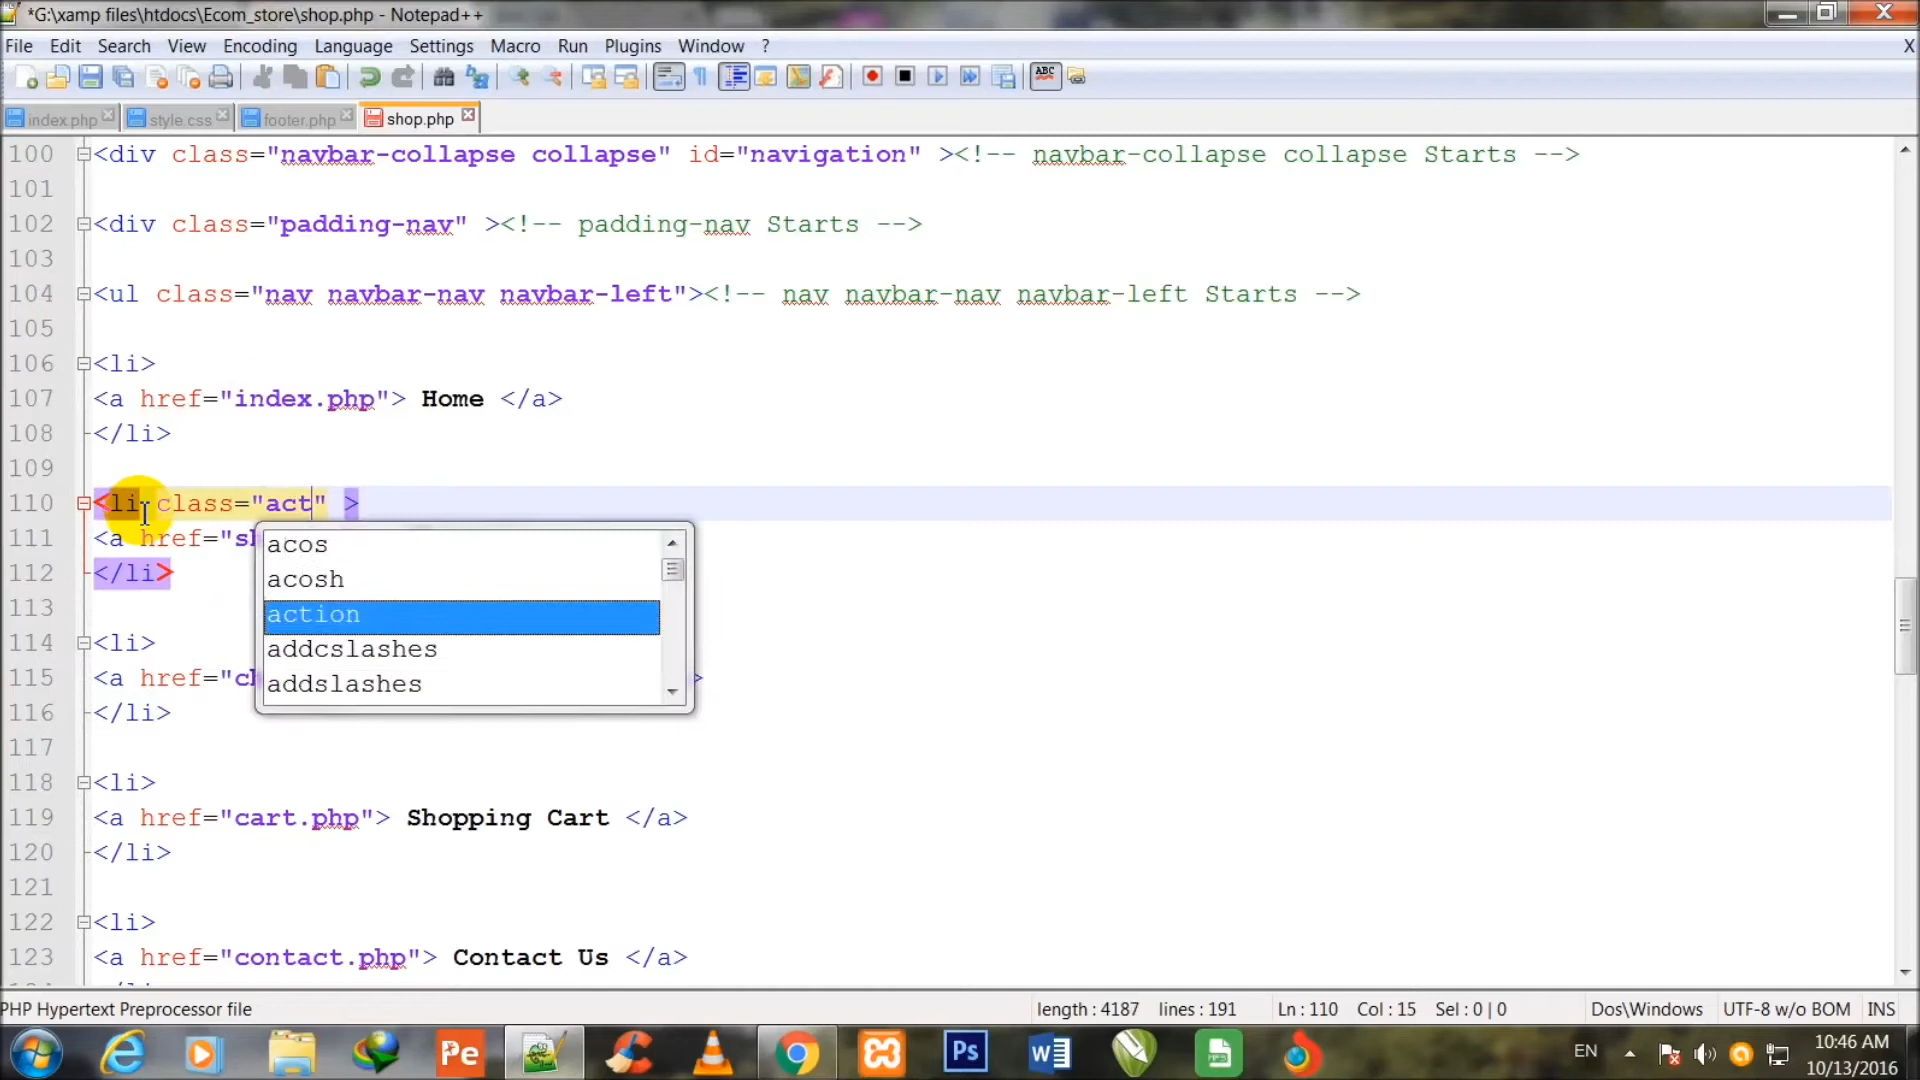 *G:\xamp files\htdocs\Ecom_store\shop.php - Notepad++
File Edit Search View Encoding Language Settings Macro Run Plugins Window ? X
ABC
index.php style.css footer.php shop.php
100 <div class="navbar-collapse collapse" id="navigation" ><!-- navbar-collapse collapse Starts -->
101
102 <div class="padding-nav" ><!-- padding-nav Starts -->
103
104 <ul class="nav navbar-nav navbar-left"><!-- nav navbar-nav navbar-left Starts -->
105
106 <li>
107 <a href="index.php"> Home </a>
108 </li>
109
110 <li class="act" >
111 <a href="sh
112 </li>
113
114 <li>
115 <a href="ch >
116 </li>
117
118 <li>
119 <a href="cart.php"> Shopping Cart </a>
120 </li>
121
122 <li>
123 <a href="contact.php"> Contact Us </a>
acos
acosh
action
addcslashes
addslashes
PHP Hypertext Preprocessor file length : 4187 lines : 191 Ln : 110 Col : 15 Sel : 0 | 0 Dos\Windows UTF-8 w/o BOM INS
Pe Ps EN 10:46 AM
10/13/2016